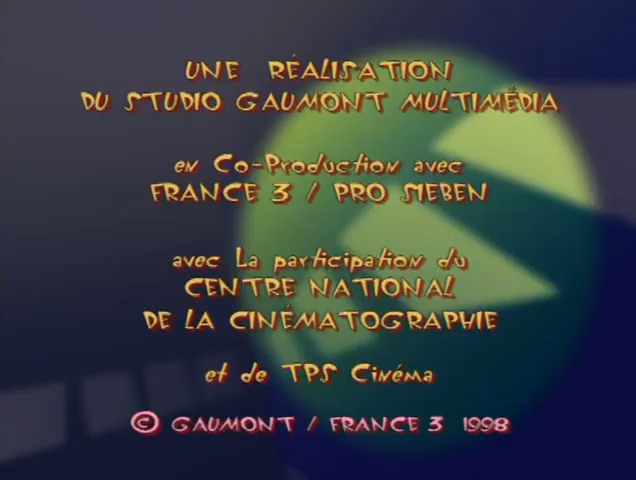 UNE RÉALISATION
DU STUDIO GAUMONT MULTIMÉDIA
en Co-Production avec
FRANCE 3 / PRO SIEBEN
avec La participation du
CENTRE NATIONAL
DE LA CINÉMATOGRAPHIE
et de TPS Cinéma
© GAUMONT / FRANCE 3 1998